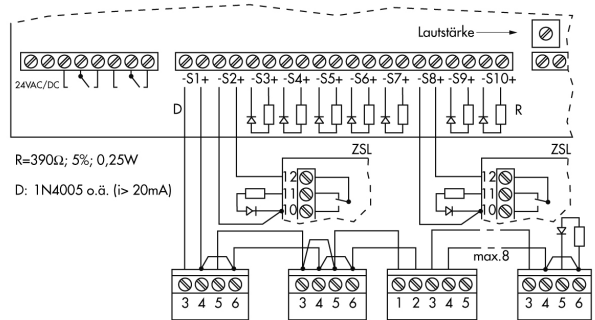 Lautstärke
-S1+ -S2+ -S3+ -S4+ -S5+ -S6+ -S7+ -S8+ -S9+ -S10+
24VAC/DC
D
R
R=390Ω; 5%; 0,25W
D: 1N4005 o.ä. (i> 20mA)
ZSL
12
11
10
ZSL
12
11
10
max.8
3 4 5 6
3 4 5 6
1 2 3 4 5
3 4 5 6